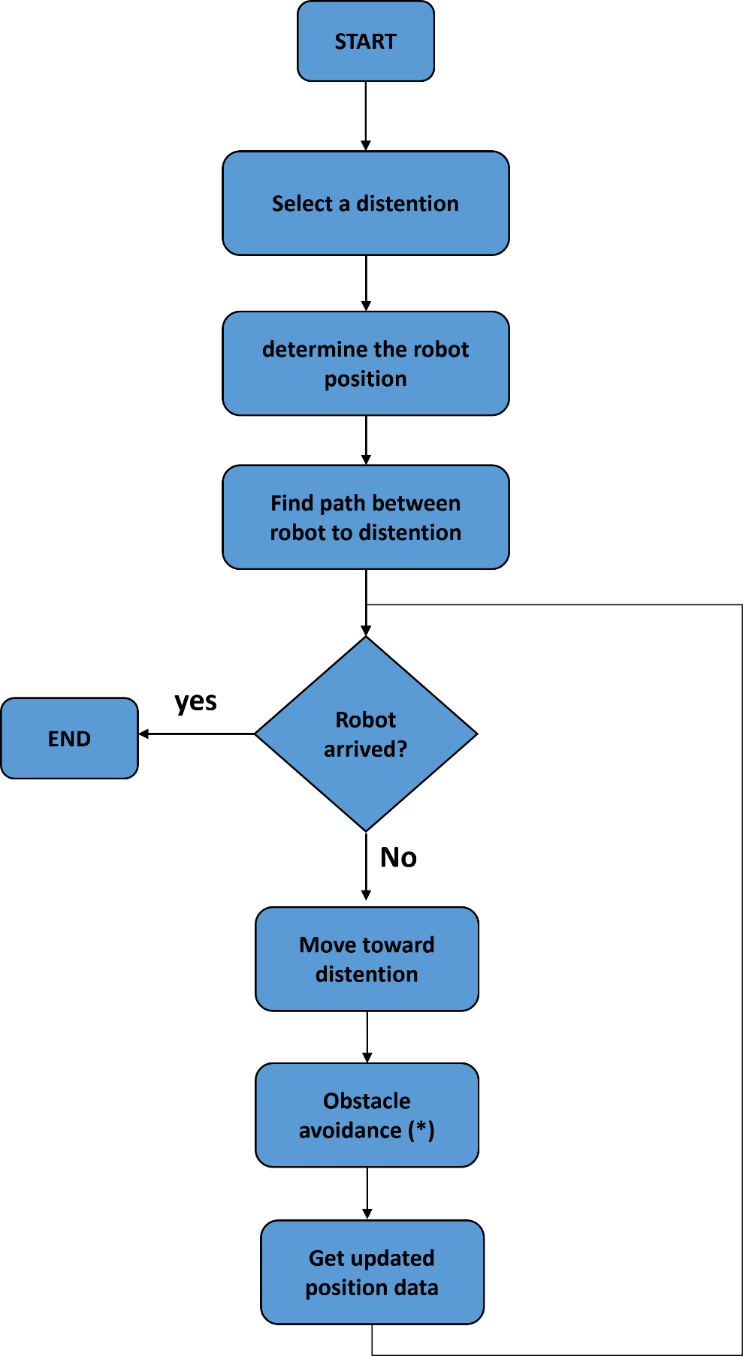 START
Select a distention
determine the robot
position
Find path between
robot to distention
Robot
arrived?
yes
END
No
Move toward
distention
Obstacle
avoidance (*)
Get updated
position data